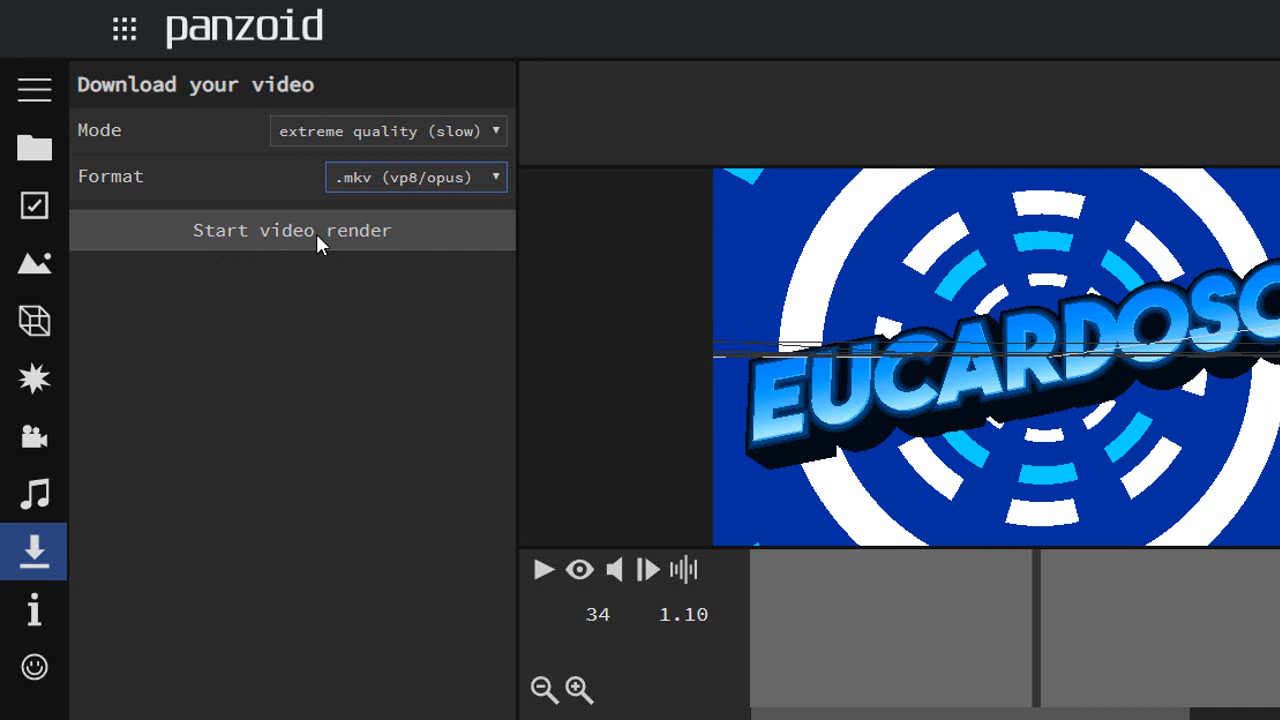 panzoid
Download your video
Mode
extreme quality (slow)
Format
.mkv (vp8/opus)
Start video render
EUCARDOSO
34
1.10